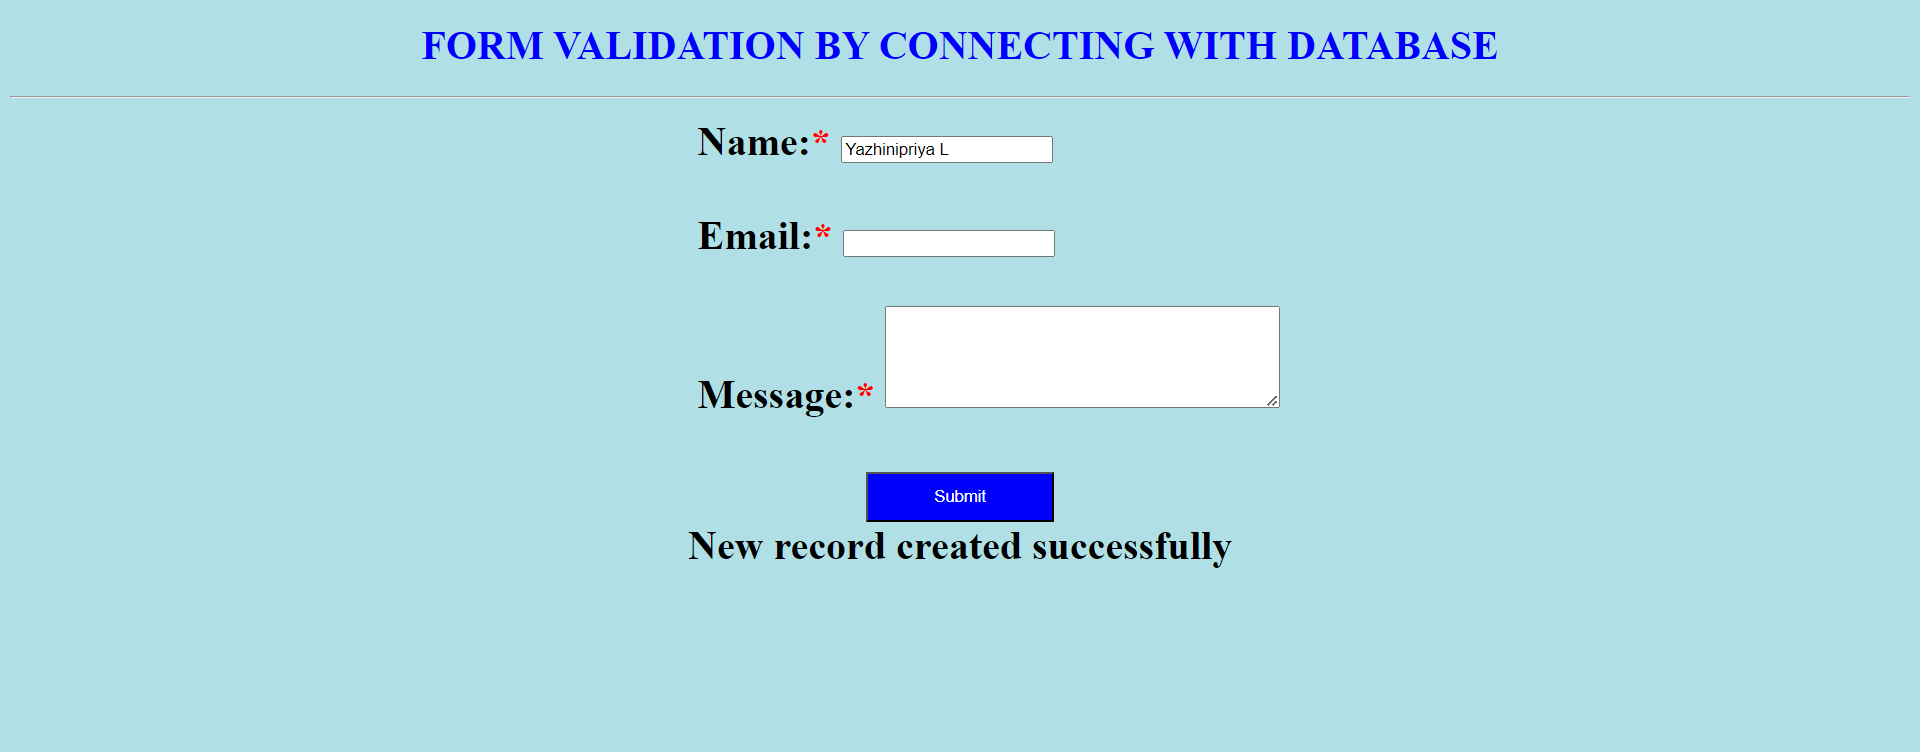 FORM VALIDATION BY CONNECTING WITH DATABASE
Name:* Yazhinipriya L
Email:*
Message:*
Submit
New record created successfully